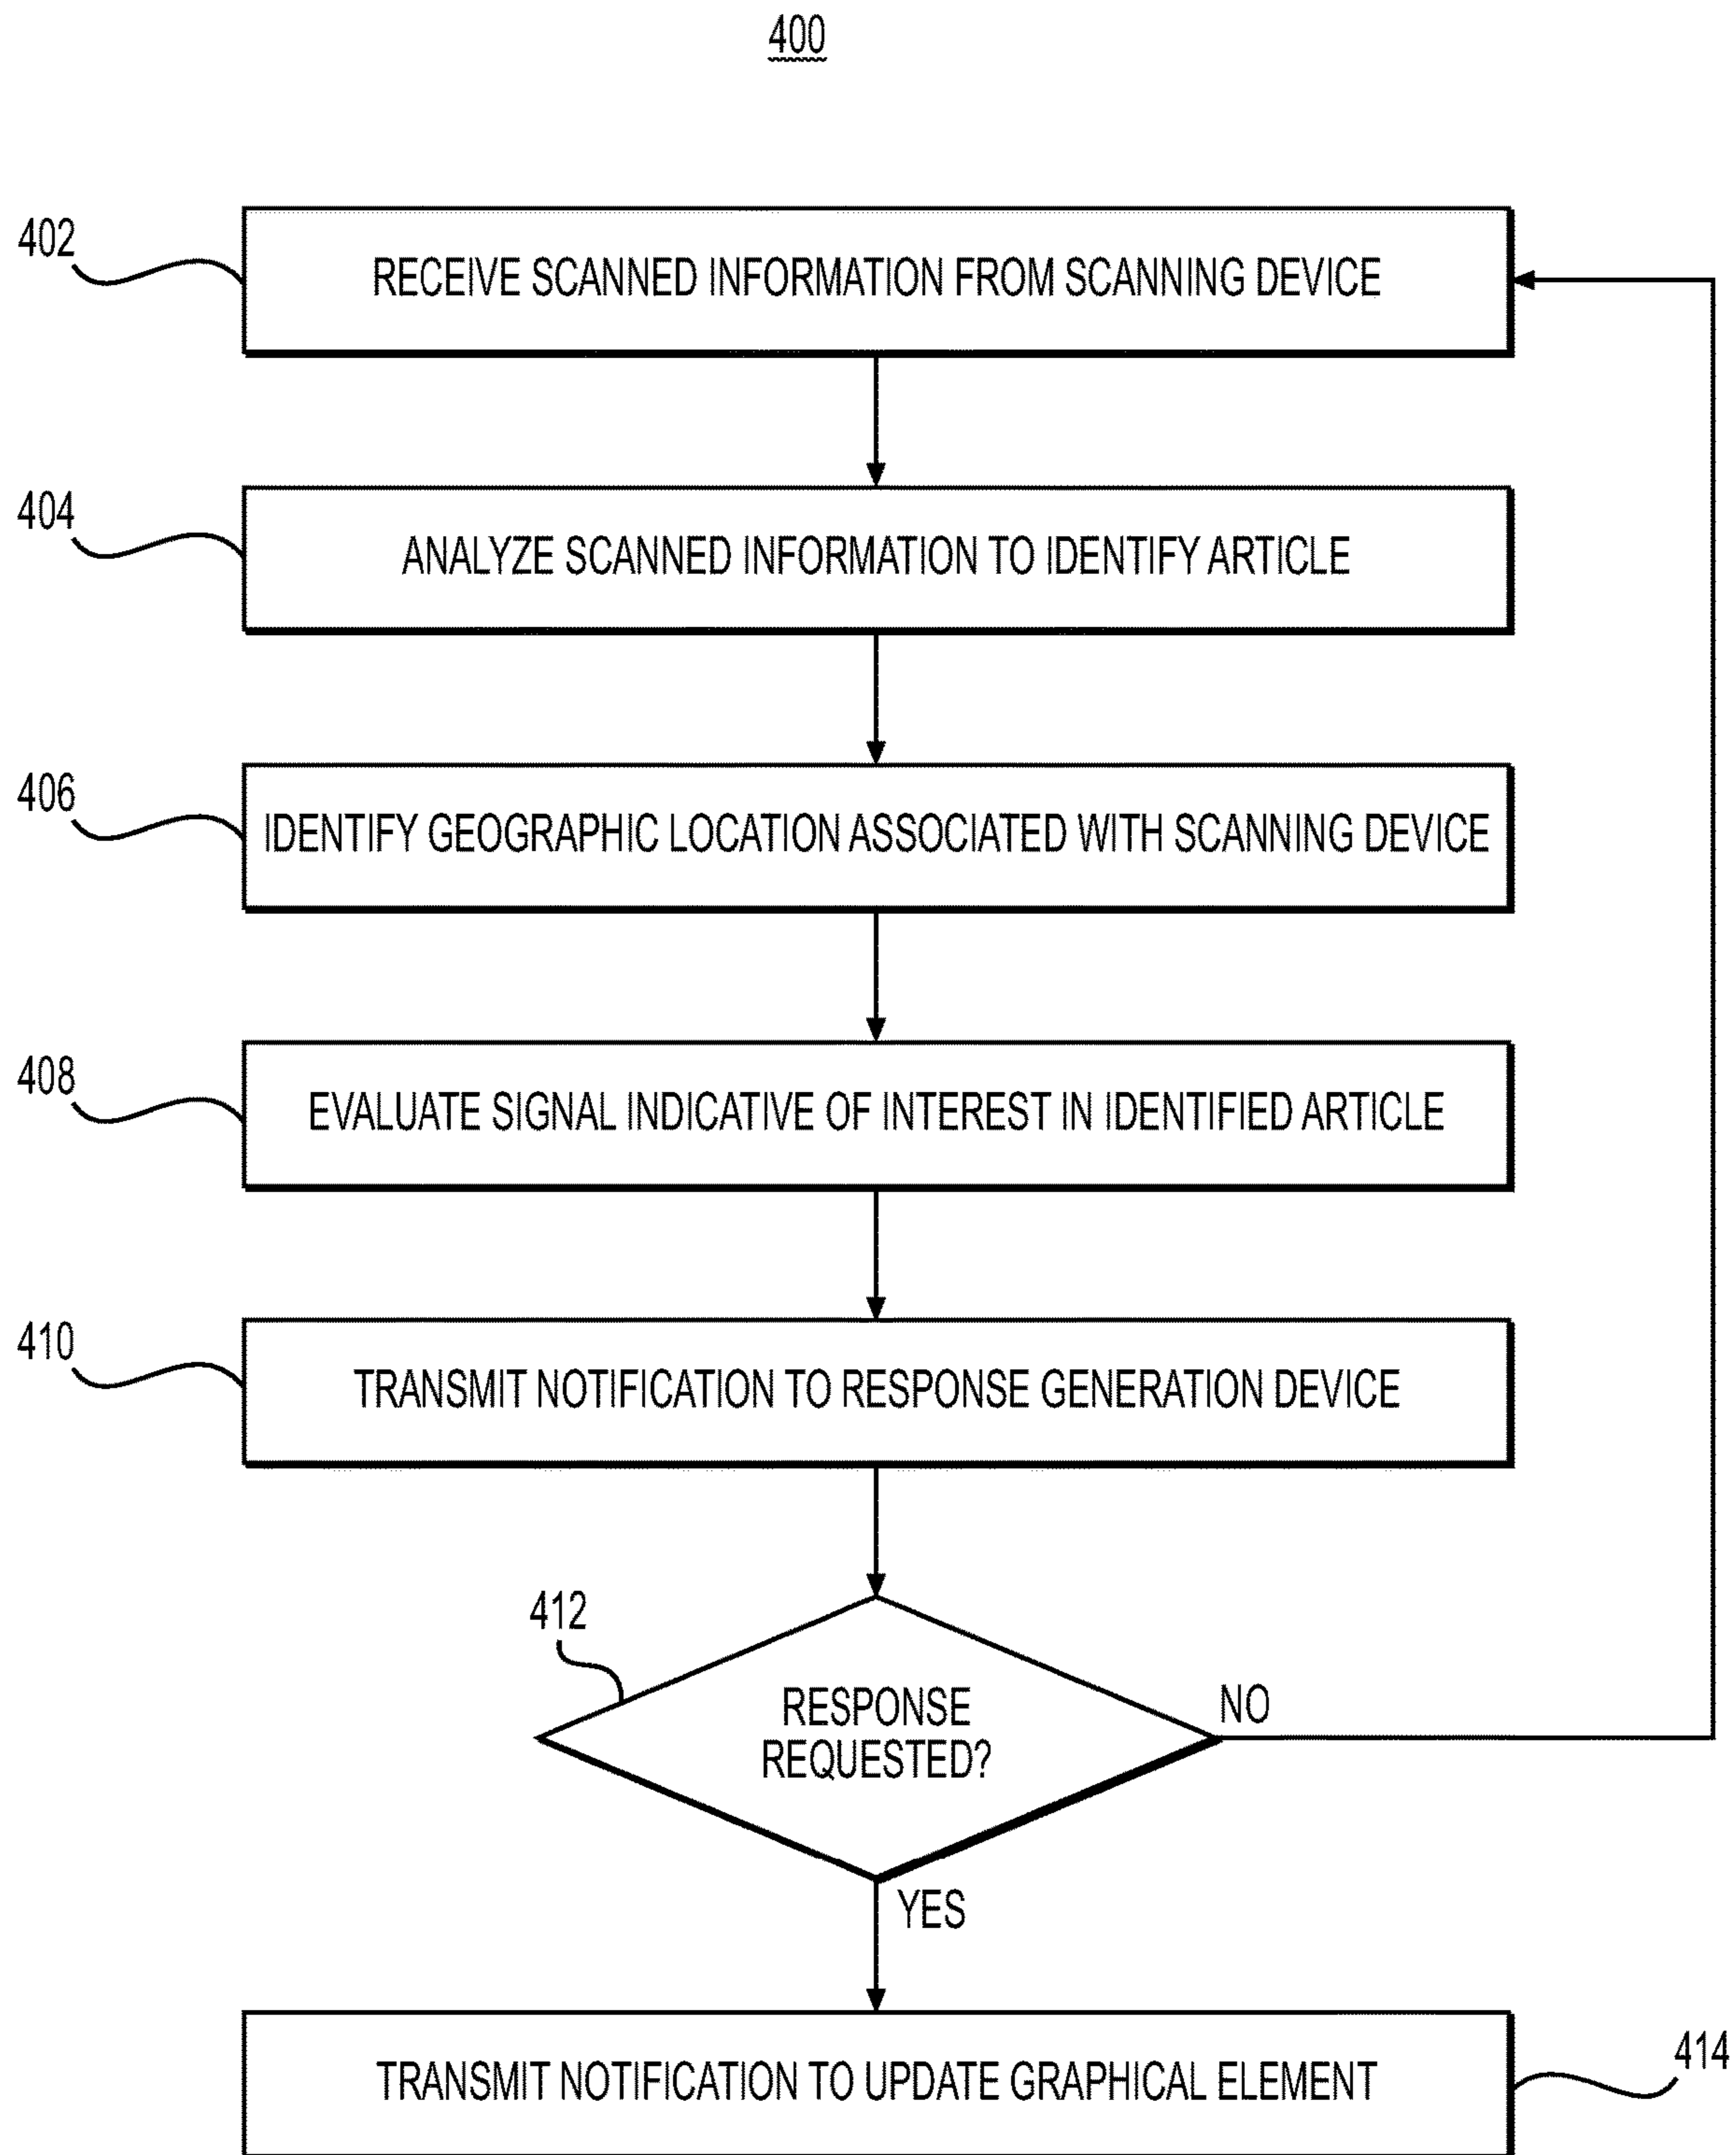 400
402
RECEIVE SCANNED INFORMATION FROM SCANNING DEVICE
404
ANALYZE SCANNED INFORMATION TO IDENTIFY ARTICLE
406
IDENTIFY GEOGRAPHIC LOCATION ASSOCIATED WITH SCANNING DEVICE
408
EVALUATE SIGNAL INDICATIVE OF INTEREST IN IDENTIFIED ARTICLE
410
TRANSMIT NOTIFICATION TO RESPONSE GENERATION DEVICE
412
RESPONSE
REQUESTED?
NO
YES
TRANSMIT NOTIFICATION TO UPDATE GRAPHICAL ELEMENT
414